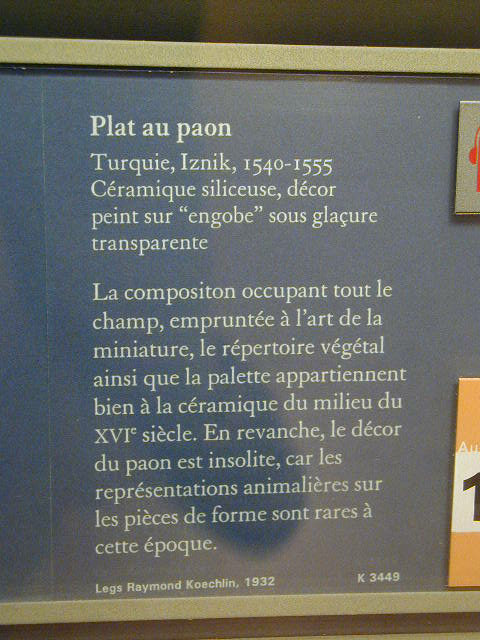 Plat au paon
Turquie, Iznik, 1540-1555
Céramique siliceuse, décor
peint sur “engobe” sous glaçure
transparente
La compositon occupant tout le
champ, empruntée à l'art de la
miniature, le répertoire végétal
ainsi que la palette appartiennent
bien à la céramique du milieu du
XVIe siècle. En revanche, le décor
du paon est insolite, car les
représentations animalières sur
les pièces de forme sont rares à
cette époque.
Legs Raymond Koechlin, 1932 K 3449